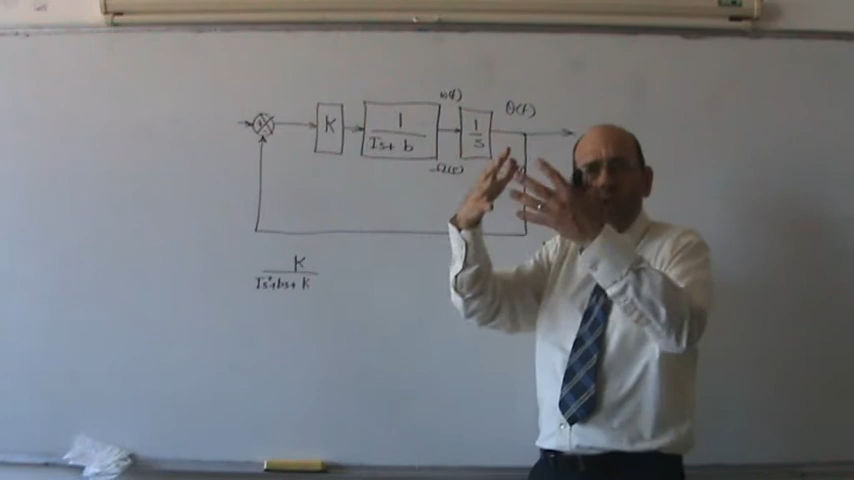 ω(t)
θ(t)
K
1
Is+ b
1
S
Ω(s)
K
Is²+bs+ K